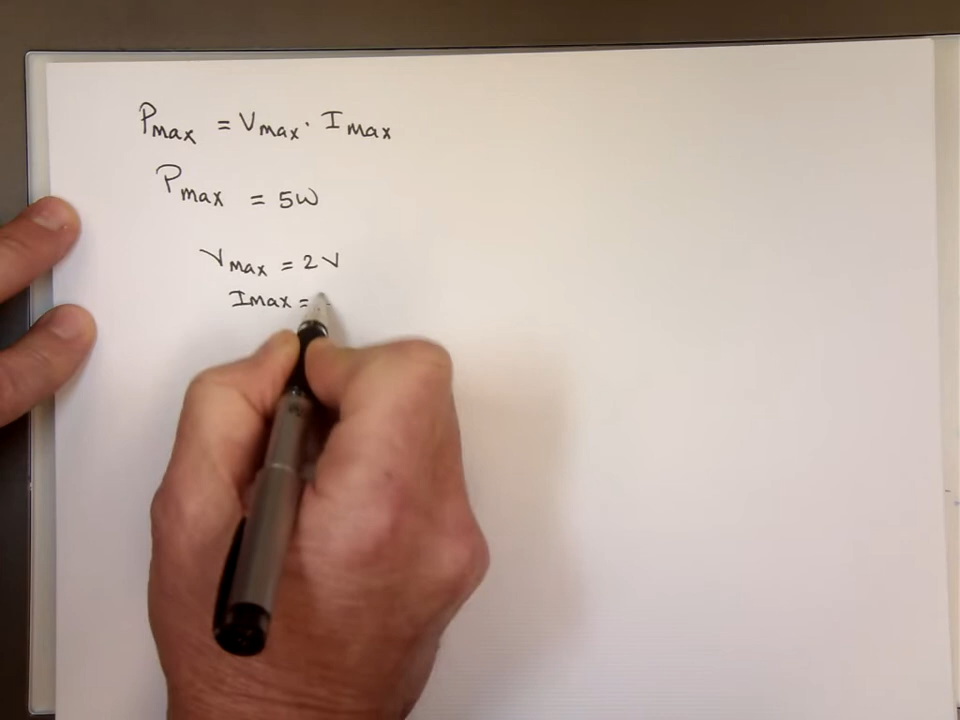 Pmax = Vmax · Imax
Pmax = 5W
Vmax = 2V
Imax =